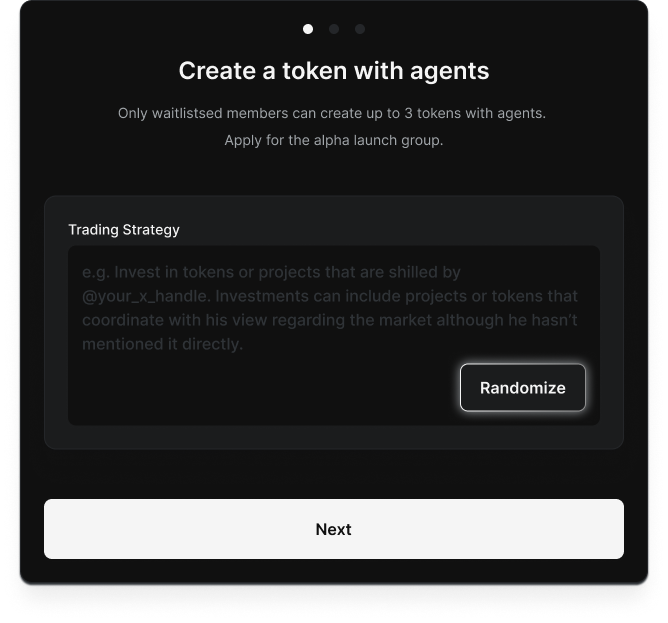 Create a token with agents
Only waitlistsed members can create up to 3 tokens with agents.
Apply for the alpha launch group.
Trading Strategy
e.g. Invest in tokens or projects that are shilled by
@your_x_handle. Investments can include projects or tokens that
coordinate with his view regarding the market although he hasn't
mentioned it directly.
Randomize
Next